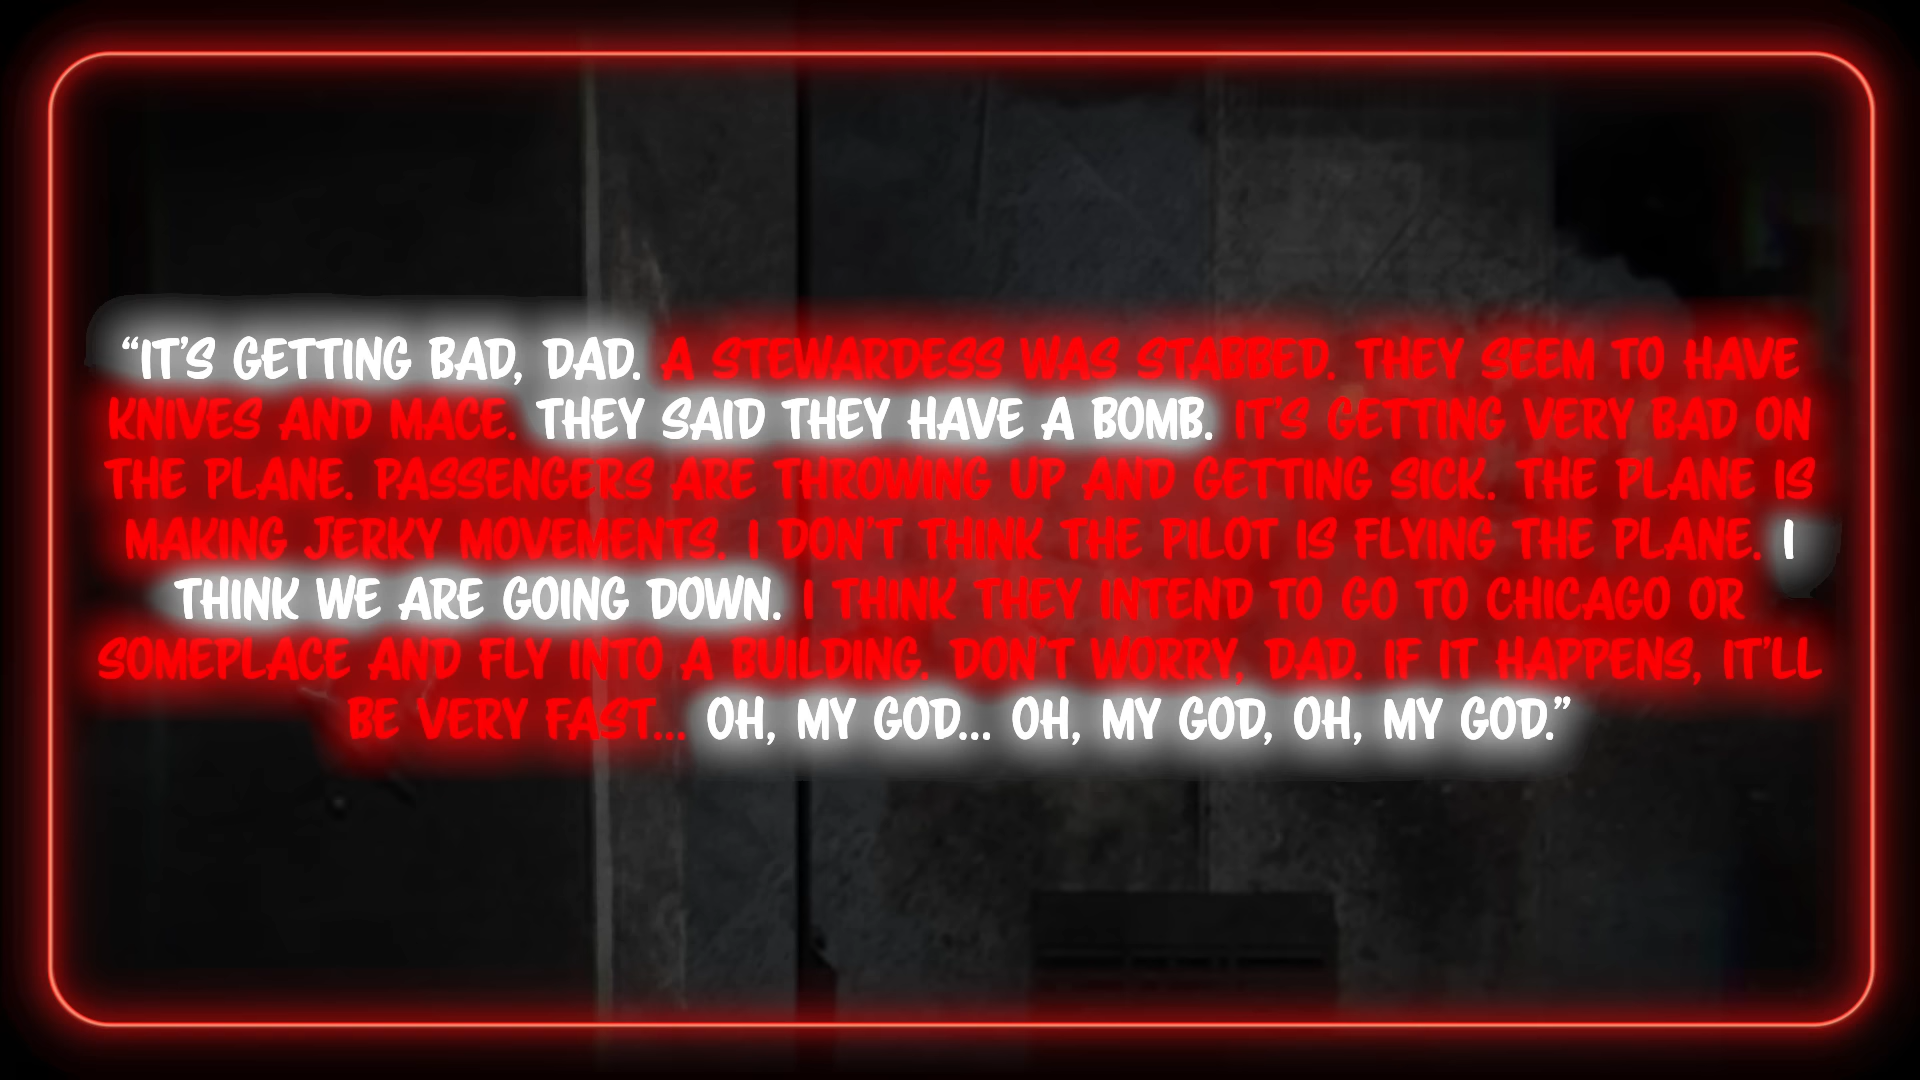 “IT’S GETTING BAD, DAD. A STEWARDESS WAS STABBED. THEY SEEM TO HAVE
KNIVES AND MACE. THEY SAID THEY HAVE A BOMB. IT’S GETTING VERY BAD ON
THE PLANE. PASSENGERS ARE THROWING UP AND GETTING SICK. THE PLANE IS
MAKING JERKY MOVEMENTS. I DON’T THINK THE PILOT IS FLYING THE PLANE. I
THINK WE ARE GOING DOWN. I THINK THEY INTEND TO GO TO CHICAGO OR
SOMEPLACE AND FLY INTO A BUILDING. DON’T WORRY, DAD. IF IT HAPPENS, IT’LL
BE VERY FAST... OH, MY GOD... OH, MY GOD, OH, MY GOD.”